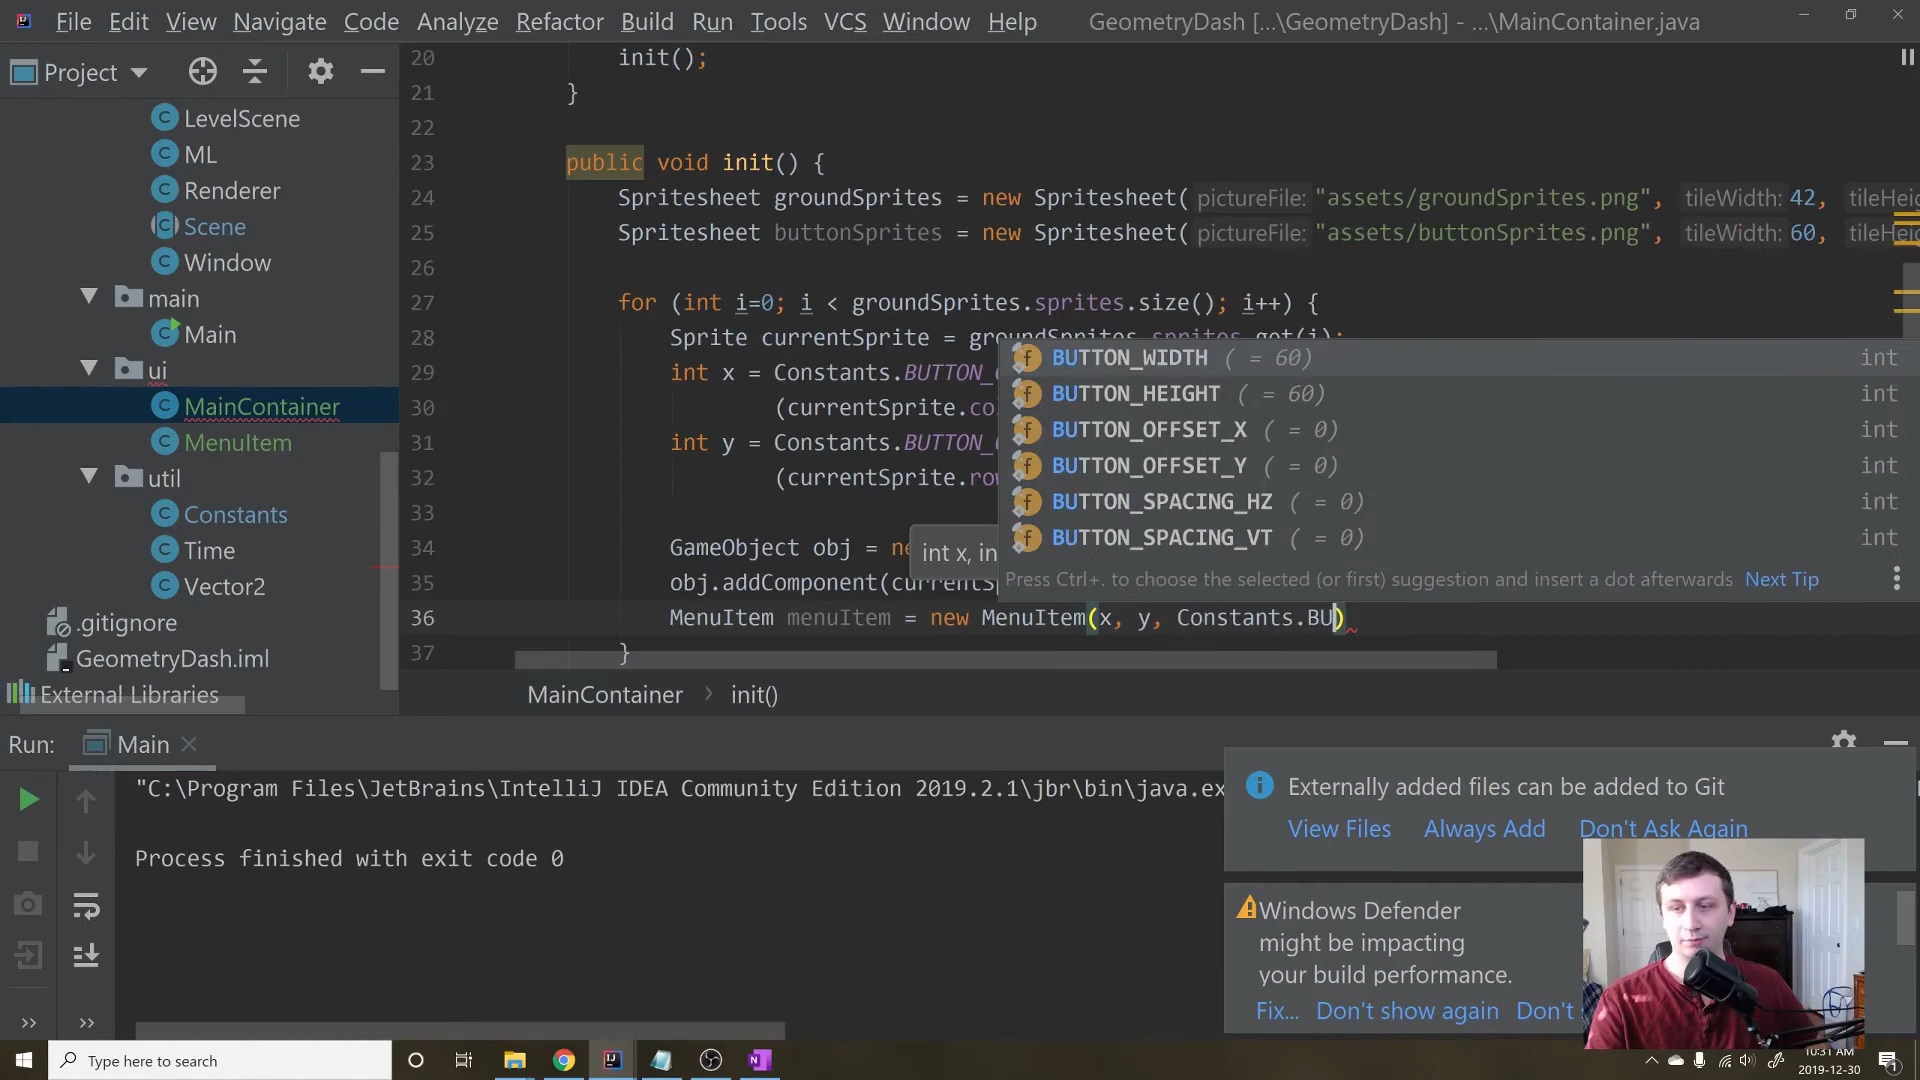 File Edit View Navigate Code Analyze Refactor Build Run Tools VCS Window Help GeometryDash [...\GeometryDash] - ...\MainContainer.java
Project
LevelScene
ML
Renderer
Scene
Window
main
Main
ui
MainContainer
MenuItem
util
Constants
Time
Vector2
.gitignore
GeometryDash.iml
External Libraries
20 init();
21 }
22
23 public void init() {
24 Spritesheet groundSprites = new Spritesheet( pictureFile: "assets/groundSprites.png", tileWidth: 42, tileHei
25 Spritesheet buttonSprites = new Spritesheet( pictureFile: "assets/buttonSprites.png", tileWidth: 60, tileHei
26
27 for (int i=0; i < groundSprites.sprites.size(); i++) {
28 Sprite currentSprite = groundSprites.sprites.get(i);
29 int x = Constants.BUTTON_
30 (currentSprite.co
31 int y = Constants.BUTTON_
32 (currentSprite.row
33
34 GameObject obj = ne
35 obj.addComponent(currentSp
36 MenuItem menuItem = new MenuItem(x, y, Constants.BU)
37 }
BUTTON_WIDTH ( = 60) int
BUTTON_HEIGHT ( = 60) int
BUTTON_OFFSET_X ( = 0) int
BUTTON_OFFSET_Y ( = 0) int
BUTTON_SPACING_HZ ( = 0) int
BUTTON_SPACING_VT ( = 0) int
Press Ctrl+. to choose the selected (or first) suggestion and insert a dot afterwards Next Tip
int x, in
MainContainer › init()
Run: Main
"C:\Program Files\JetBrains\IntelliJ IDEA Community Edition 2019.2.1\jbr\bin\java.ex
Process finished with exit code 0
Externally added files can be added to Git
View Files Always Add Don't Ask Again
Windows Defender
might be impacting
your build performance.
Fix... Don't show again Don't
Type here to search
10:31 AM
2019-12-30